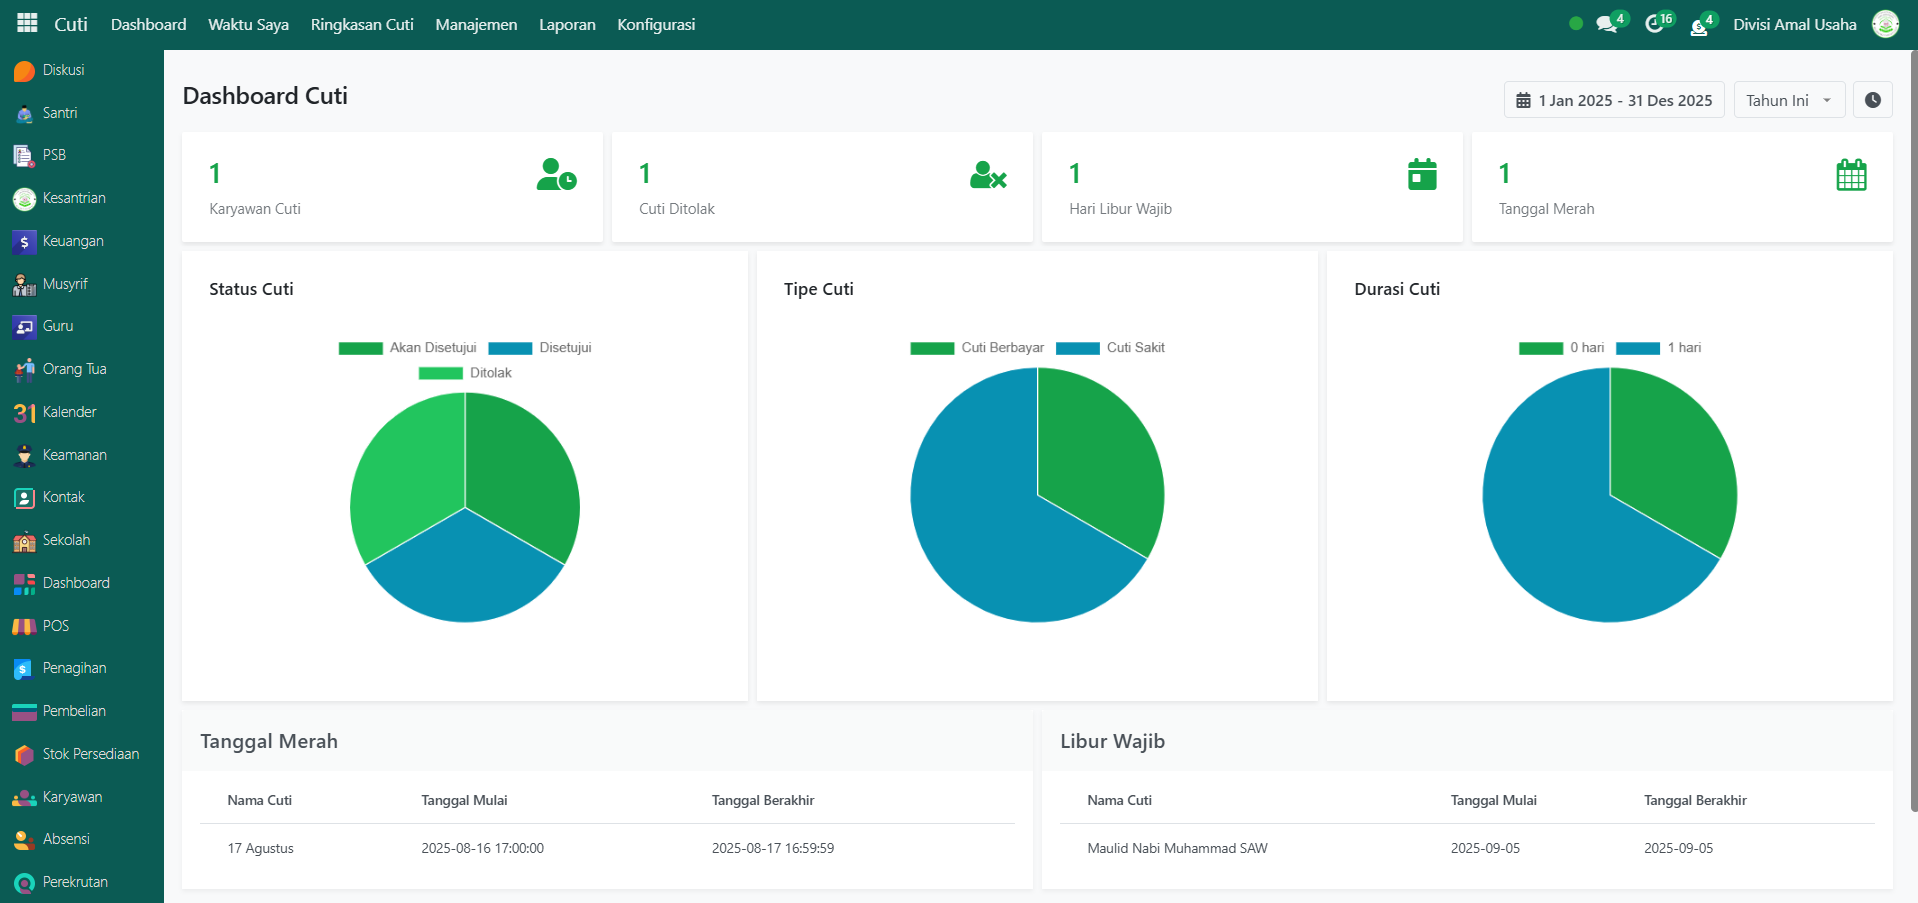 Cuti Dashboard Waktu Saya Ringkasan Cuti Manajemen Laporan Konfigurasi 4 16 4 Divisi Amal Usaha
Diskusi
Santri
PSB
Kesantrian
Keuangan
Musyrif
Guru
Orang Tua
31 Kalender
Keamanan
Kontak
Sekolah
Dashboard
POS
Penagihan
Pembelian
Stok Persediaan
Karyawan
Absensi
Perekrutan
Dashboard Cuti
1 Jan 2025 - 31 Des 2025 Tahun Ini
1
Karyawan Cuti
1
Cuti Ditolak
1
Hari Libur Wajib
1
Tanggal Merah
Status Cuti
Akan Disetujui Disetujui
Ditolak
Tipe Cuti
Cuti Berbayar Cuti Sakit
Durasi Cuti
0 hari 1 hari
Tanggal Merah
Nama Cuti Tanggal Mulai Tanggal Berakhir
17 Agustus 2025-08-16 17:00:00 2025-08-17 16:59:59
Libur Wajib
Nama Cuti Tanggal Mulai Tanggal Berakhir
Maulid Nabi Muhammad SAW 2025-09-05 2025-09-05